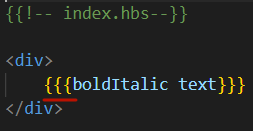 {{!-- index.hbs--}}
<div>
{{{boldItalic text}}}
</div>